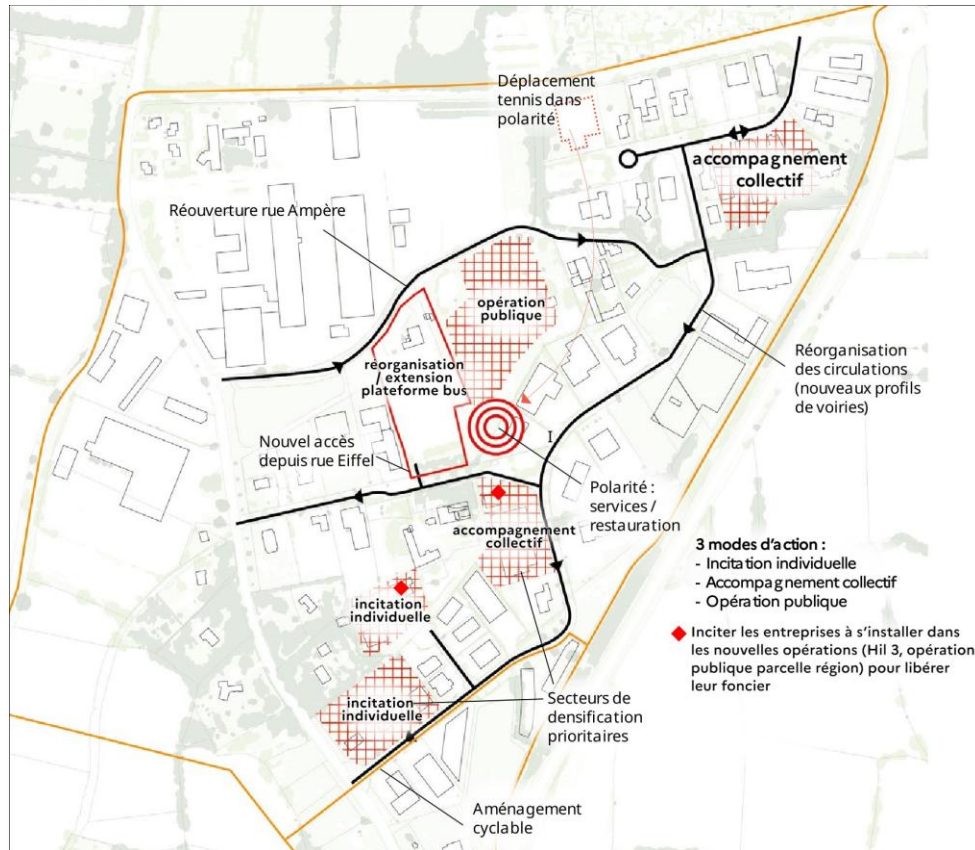 Déplacement
tennis dans
polarité
accompagnement
collectif
Réouverture rue Ampère
opération
publique
réorganisation
/ extension
plateforme bus
Réorganisation
des circulations
(nouveaux profils
de voiries)
Nouvel accès
depuis rue Eiffel
I
Polarité :
services /
restauration
accompagnement
collectif
3 modes d'action :
- Incitation individuelle
- Accompagnement collectif
- Opération publique
incitation
individuelle
Inciter les entreprises à s'installer dans
les nouvelles opérations (Hil 3, opération
publique parcelle région) pour libérer
leur foncier
incitation
individuelle
Secteurs de
densification
prioritaires
Aménagement
cyclable